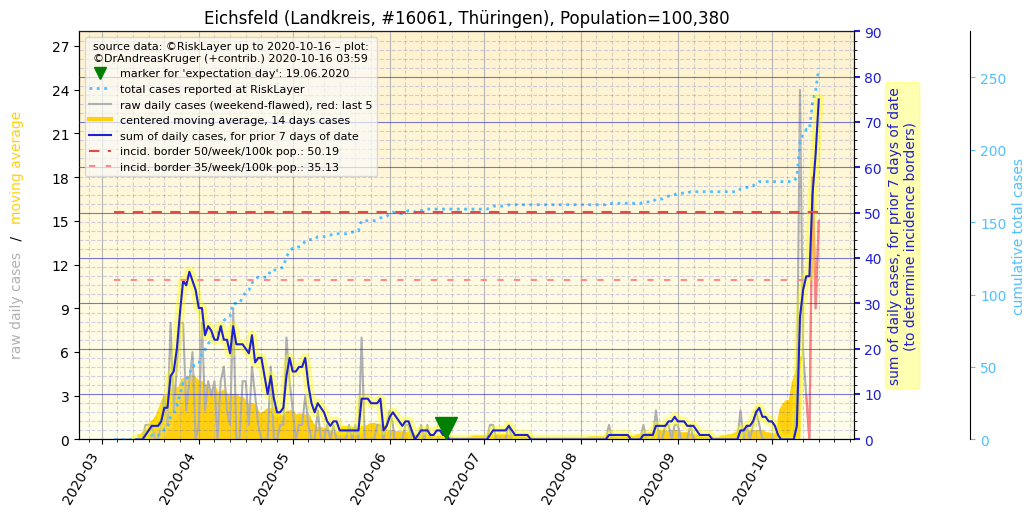 Eichsfeld (Landkreis, #16061, Thüringen), Population=100,380
source data: ©RiskLayer up to 2020-10-16 – plot:
©DrAndreasKruger (+contrib.) 2020-10-16 03:59
marker for 'expectation day': 19.06.2020
total cases reported at RiskLayer
raw daily cases (weekend-flawed), red: last 5
centered moving average, 14 days cases
sum of daily cases, for prior 7 days of date
incid. border 50/week/100k pop.: 50.19
incid. border 35/week/100k pop.: 35.13
raw daily cases / moving average
27
24
21
18
15
12
9
6
3
0
90
80
70
60
50
40
30
20
10
0
sum of daily cases, for prior 7 days of date
(to determine incidence borders)
250
200
150
100
50
0
cumulative total cases
2020-03
2020-04
2020-05
2020-06
2020-07
2020-08
2020-09
2020-10